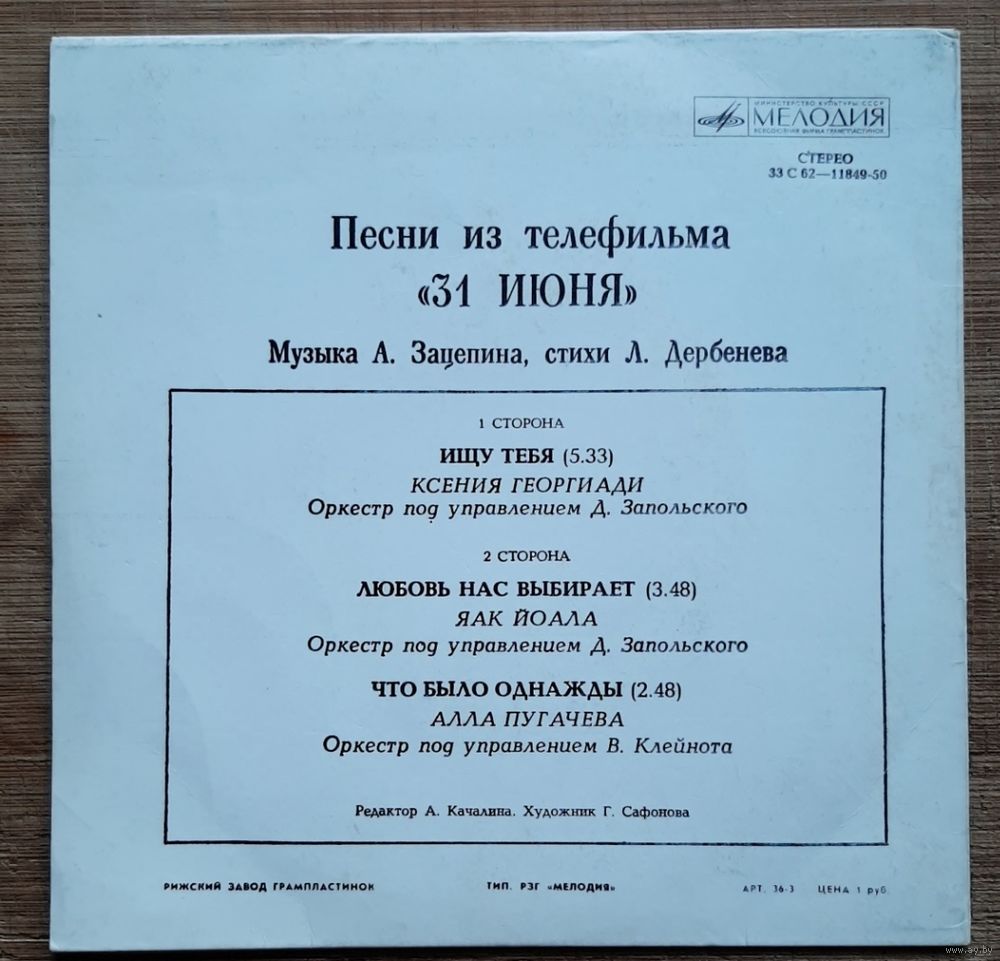 МИНИСТЕРСТВО КУЛЬТУРЫ СССР
МЕЛОДИЯ
ВСЕСОЮЗНАЯ ФИРМА ГРАМПЛАСТИНОК
СТЕРЕО
33 С 62—11849-50
Песни из телефильма
«31 ИЮНЯ»
Музыка А. Зацепина, стихи Л. Дербенева
1 СТОРОНА
ИЩУ ТЕБЯ (5.33)
КСЕНИЯ ГЕОРГИАДИ
Оркестр под управлением Д. Запольского
2 СТОРОНА
ЛЮБОВЬ НАС ВЫБИРАЕТ (3.48)
ЯАК ЙОАЛА
Оркестр под управлением Д. Запольского
ЧТО БЫЛО ОДНАЖДЫ (2.48)
АЛЛА ПУГАЧЕВА
Оркестр под управлением В. Клейнота
Редактор А. Качалина. Художник Г. Сафонова
РИЖСКИЙ ЗАВОД ГРАМПЛАСТИНОК ТИП. РЗГ «МЕЛОДИЯ» АРТ. 36-3 ЦЕНА 1 руб.
www.ay.by